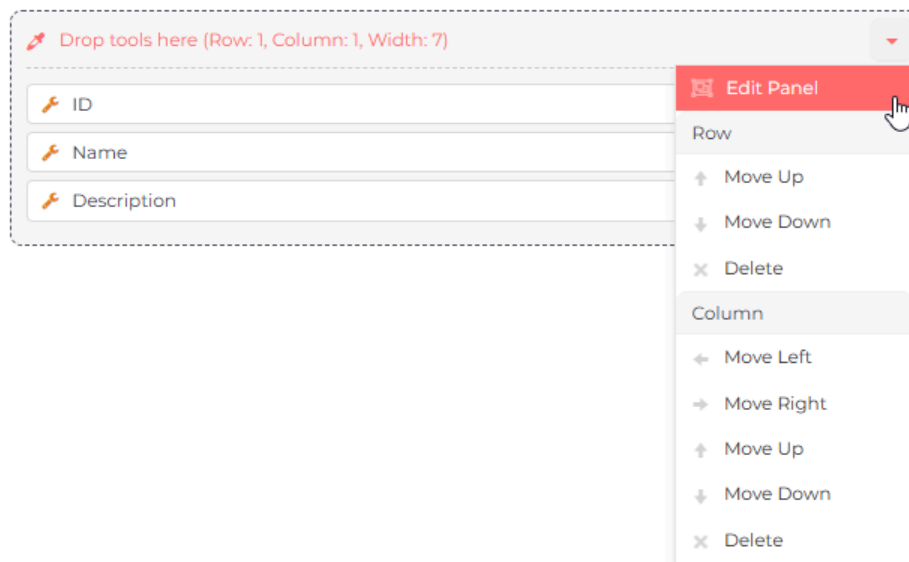 Drop tools here (Row: 1, Column: 1, Width: 7)
ID
Name
Description
Edit Panel
Row
Move Up
Move Down
Delete
Column
Move Left
Move Right
Move Up
Move Down
Delete